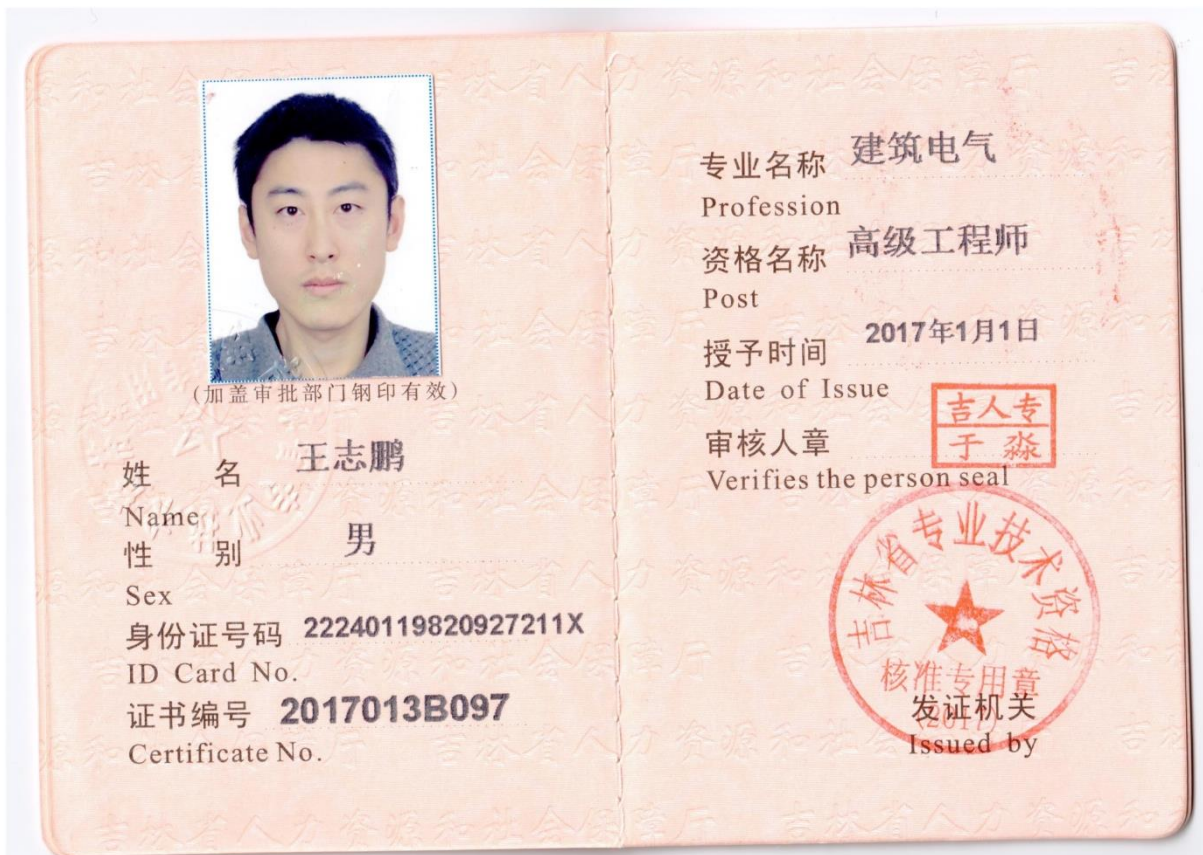 (加盖审批部门钢印有效)
姓 名 王志鹏
Name
性 别 男
Sex
身份证号码 22240119820927211X
ID Card No.
证书编号 2017013B097
Certificate No.
专业名称 建筑电气
Profession
资格名称 高级工程师
Post
授予时间 2017年1月1日
Date of Issue
审核人章
吉人专
于淼
Verifies the person seal
吉林省专业技术资格
核准专用章
(2017)
发证机关
Issued by